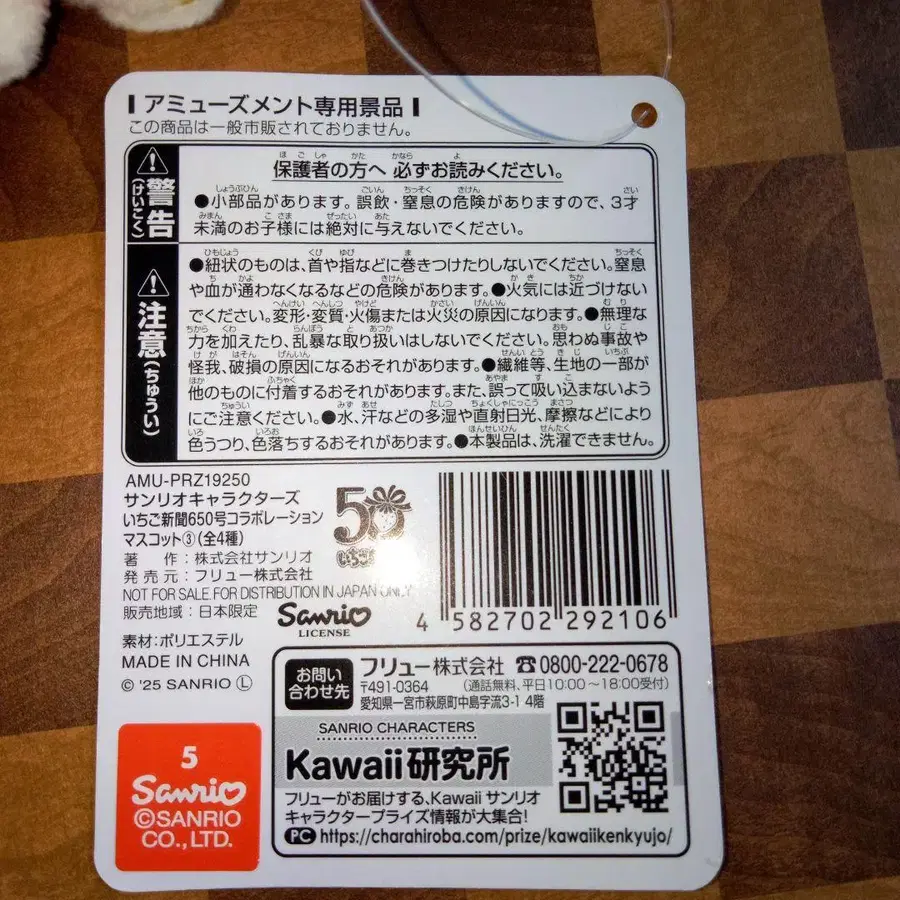 アミューズメント専用景品
この商品は一般市販されておりません。
警告(けいこく)
保護者の方へ 必ずお読みください。
●小部品があります。誤飲・窒息の危険がありますので、3才
未満のお子様には絶対に与えないでください。
注意(ちゅうい)
●紐状のものは、首や指などに巻きつけたりしないでください。窒息
や血が通わなくなるなどの危険があります。●火気には近づけない
でください。変形・変質・火傷または火災の原因になります。●無理な
力を加えたり、乱暴な取り扱いはしないでください。思わぬ事故や
怪我、破損の原因になるおそれがあります。●繊維等、生地の一部が
他のものに付着するおそれがあります。また、誤って吸い込まないよう
にご注意ください。●水、汗などの多湿や直射日光、摩擦などにより
色うつり、色落ちするおそれがあります。●本製品は、洗濯できません。
AMU-PRZ19250
サンリオキャラクターズ
いちご新聞650号コラボレーション
マスコット③(全4種)
著 作:株式会社サンリオ
発売元:フリュー株式会社
NOT FOR SALE FOR DISTRIBUTION IN JAPAN ONLY
販売地域:日本限定
素材:ポリエステル
MADE IN CHINA
© '25 SANRIO Ⓛ
50
Sanrio
LICENSE
4 582702 292106
お問い
合わせ先
フリュー株式会社 ☎0800-222-0678
〒491-0364 (通話無料、平日10:00~18:00受付)
愛知県一宮市萩原町中島字流3-1 4階
SANRIO CHARACTERS
Kawaii研究所
フリューがお届けする、Kawaii サンリオ
キャラクタープライズ情報が大集合!
PC https://charahiroba.com/prize/kawaiikenkyujo/
5
Sanrio
©SANRIO
CO., LTD.